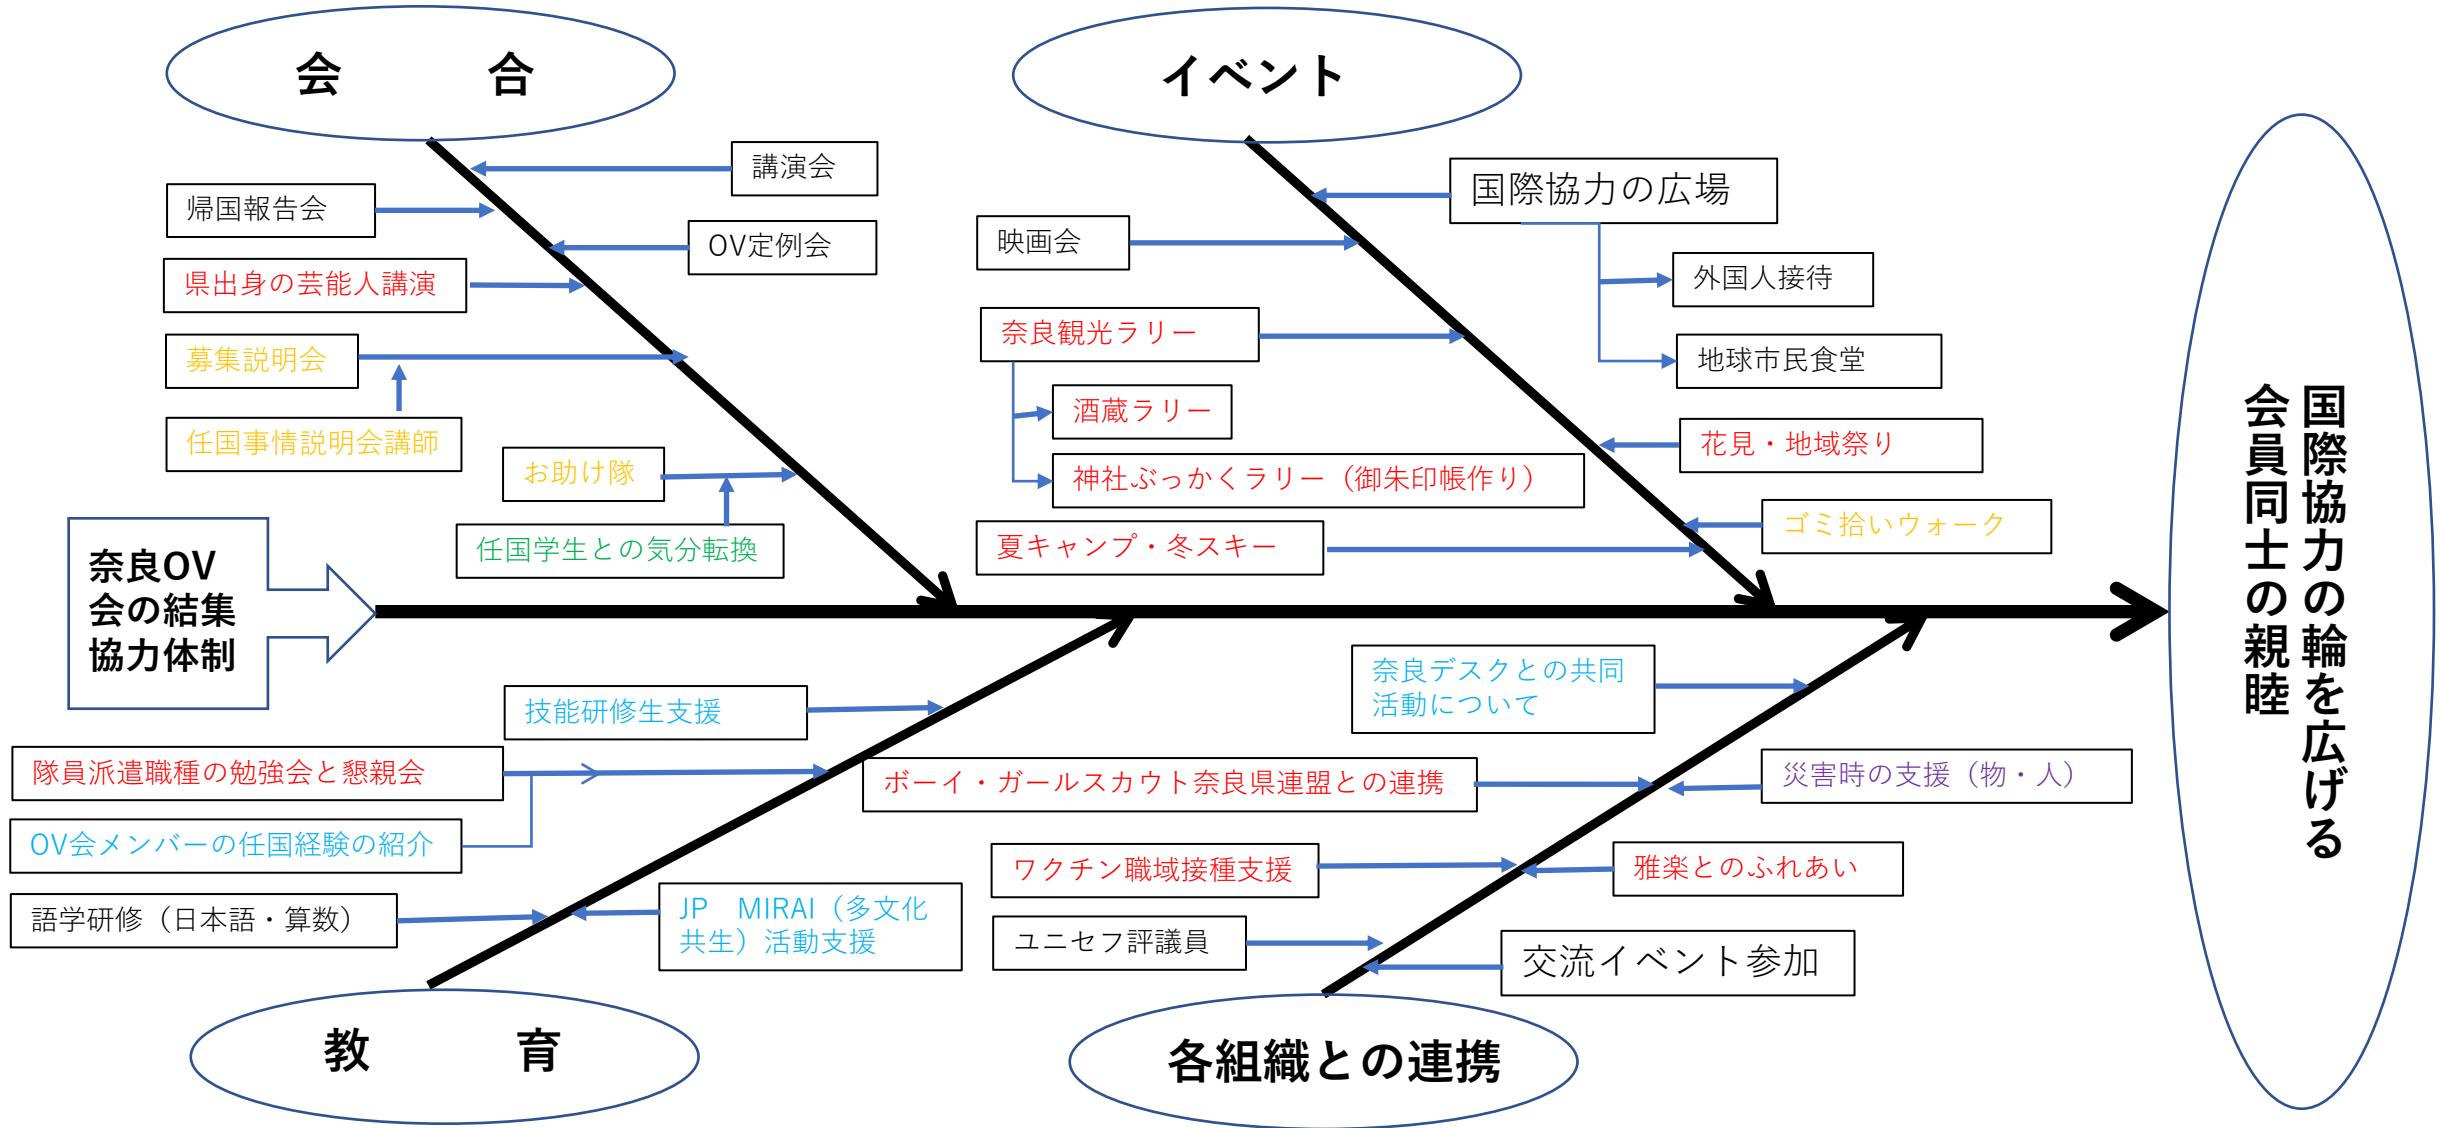 会　合
イベント
講演会
帰国報告会
OV定例会
県出身の芸能人講演
募集説明会
任国事情説明会講師
お助け隊
任国学生との気分転換
国際協力の広場
映画会
外国人接待
奈良観光ラリー
地球市民食堂
酒蔵ラリー
花見・地域祭り
神社ぶっかくラリー（御朱印帳作り）
ゴミ拾いウォーク
夏キャンプ・冬スキー
奈良OV
会の結集
協力体制
国際協力の輪を広げる
会員同士の親睦
技能研修生支援
隊員派遣職種の勉強会と懇親会
OV会メンバーの任国経験の紹介
語学研修（日本語・算数）
JP　MIRAI（多文化
共生）活動支援
奈良デスクとの共同
活動について
ボーイ・ガールスカウト奈良県連盟との連携
災害時の支援（物・人）
ワクチン職域接種支援
雅楽とのふれあい
ユニセフ評議員
交流イベント参加
教　育
各組織との連携